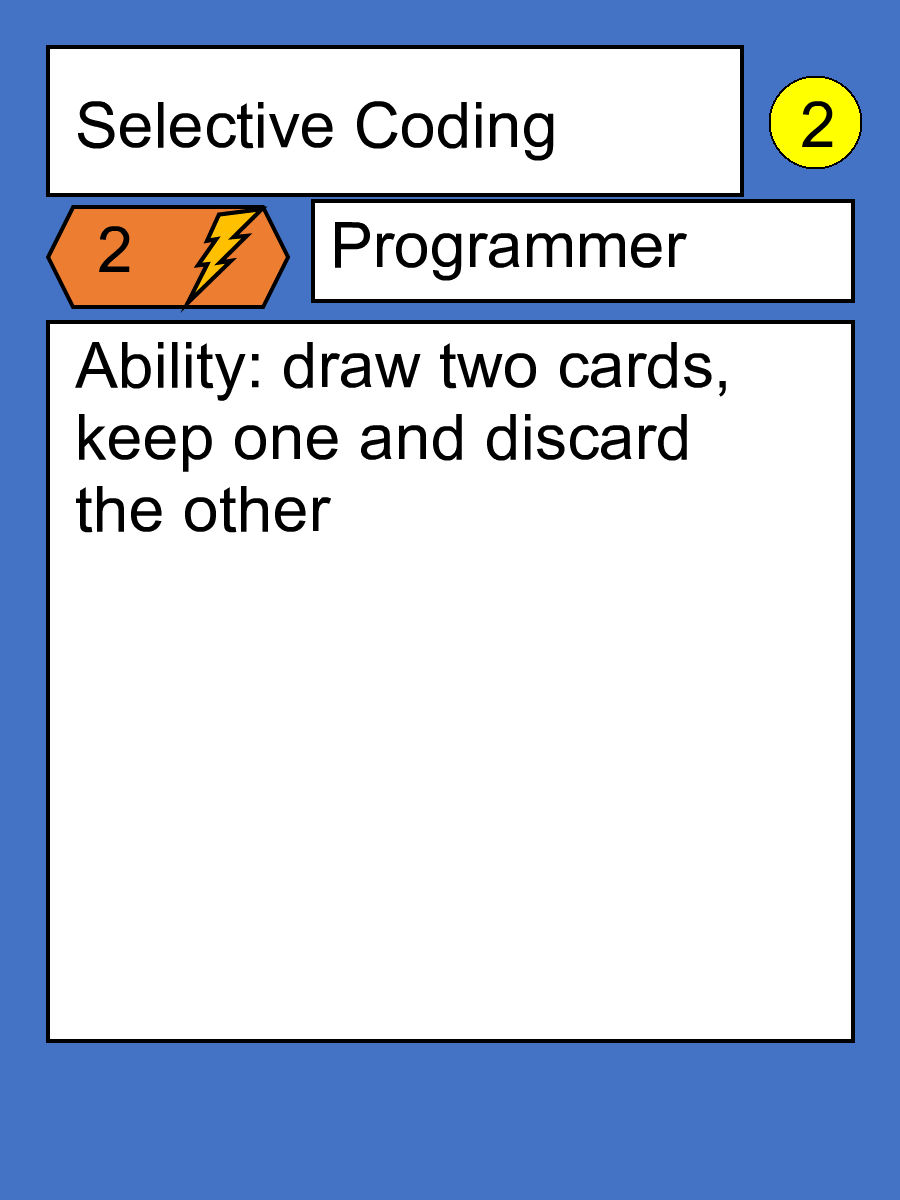 Selective Coding
2
2
Programmer
Ability: draw two cards,
keep one and discard
the other